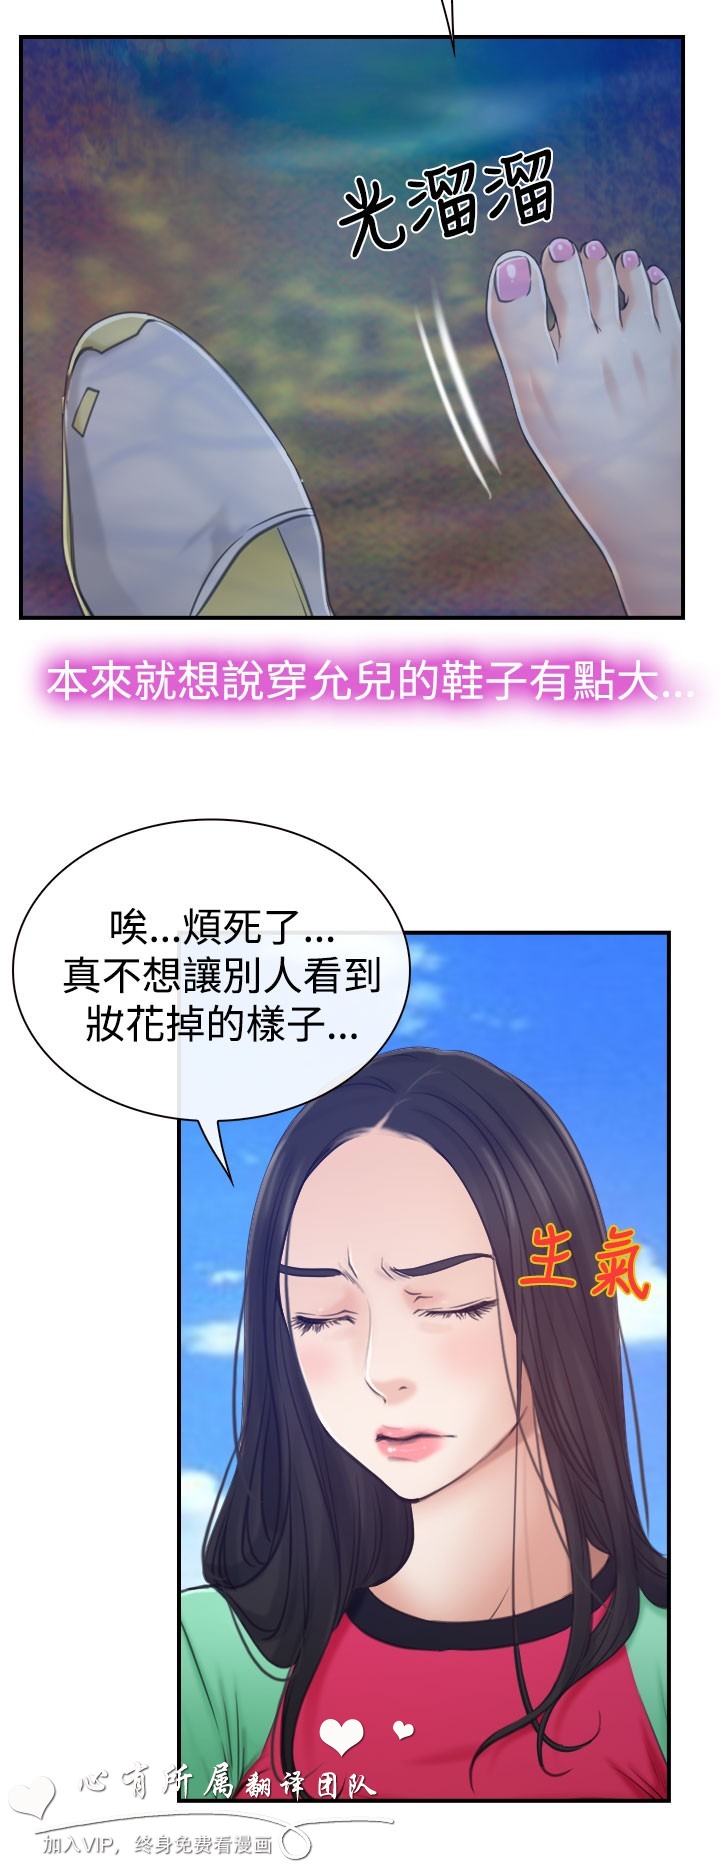 光溜溜
本來就想說穿允兒的鞋子有點大...
唉...煩死了...
真不想讓別人看到
妝花掉的樣子...
生氣
心有所属翻译团队
加入VIP，终身免费看漫画